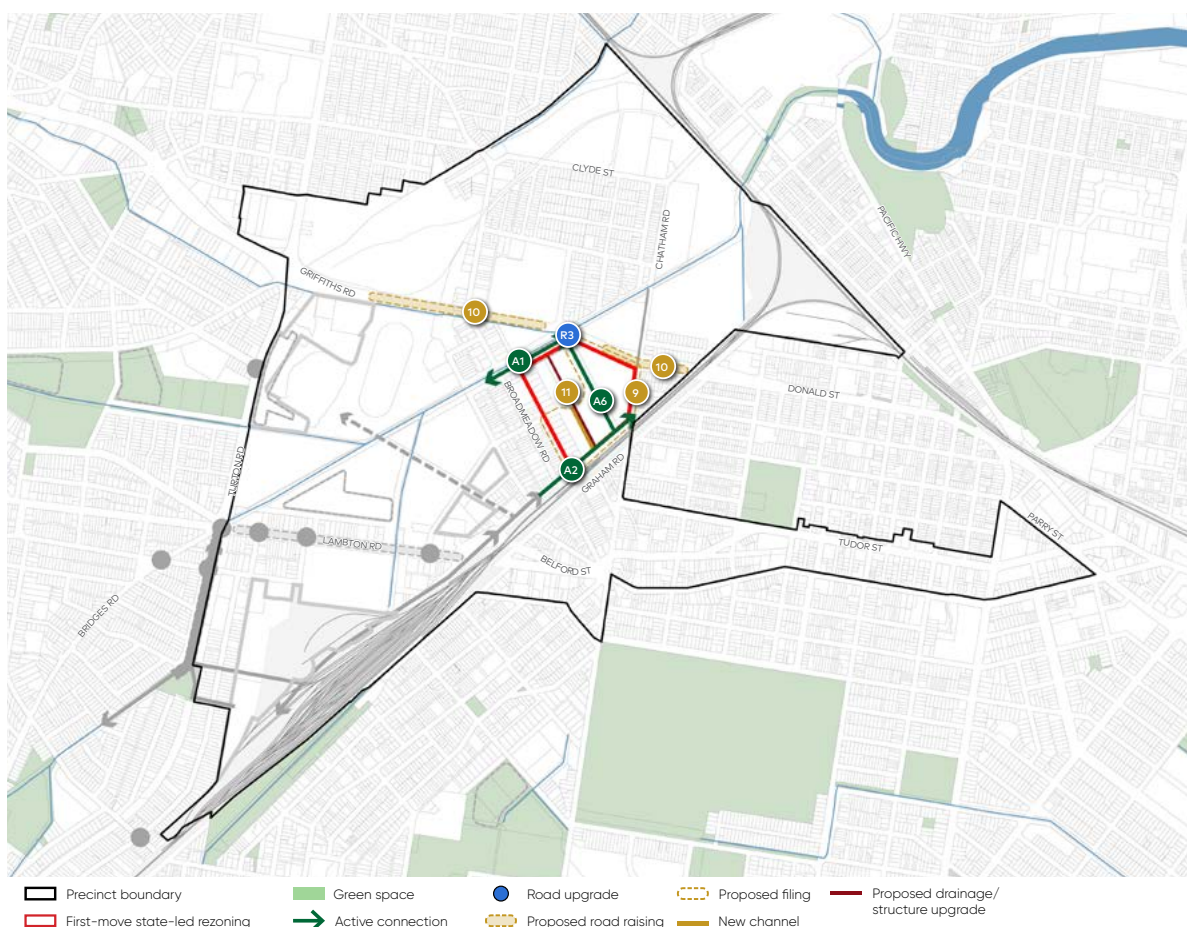 CLYDE ST
CHATHAM RD
PACIFIC HWY
GRIFFITHS RD
10
R3
A1
10
DONALD ST
11
9
A6
BROADMEADOW RD
TURTON RD
A2
GRAHAM RD
PARRY ST
LAMBTON RD
TUDOR ST
BELFORD ST
BRIDGES RD
Precinct boundary
Green space
Road upgrade
Proposed filing
Proposed drainage/
structure upgrade
First-move state-led rezoning
Active connection
Proposed road raising
New channel